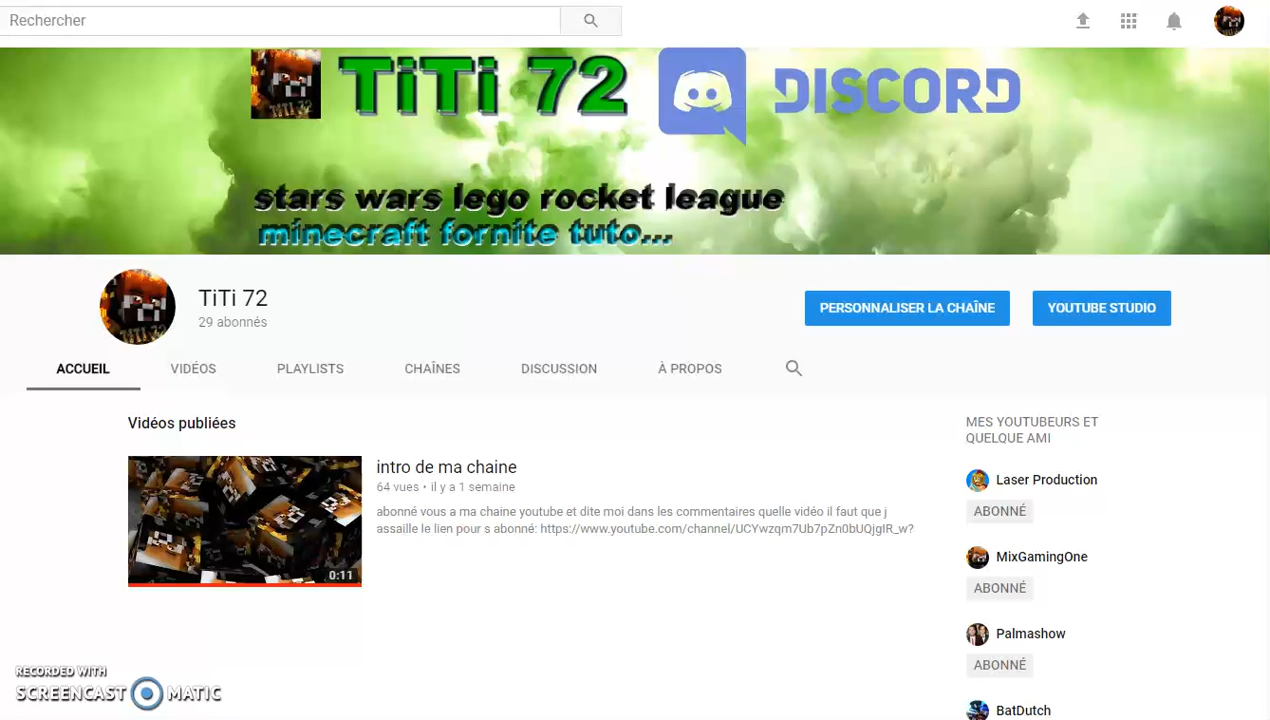 Rechercher
TiTi 72
DISCORD
TiTi 72
stars wars lego rocket league
minecraft fornite tuto...
TiTi 72
TiTi 72
29 abonnés
PERSONNALISER LA CHAÎNE
YOUTUBE STUDIO
ACCUEIL
VIDÉOS
PLAYLISTS
CHAÎNES
DISCUSSION
À PROPOS
Vidéos publiées
0:11
intro de ma chaine
64 vues • il y a 1 semaine
abonné vous a ma chaine youtube et dite moi dans les commentaires quelle vidéo il faut que j
assaille le lien pour s abonné: https://www.youtube.com/channel/UCYwzqm7Ub7pZn0bUQjgIR_w?
MES YOUTUBEURS ET
QUELQUE AMI
Laser Production
ABONNÉ
MixGamingOne
ABONNÉ
Palmashow
ABONNÉ
BatDutch
RECORDED WITH
SCREENCAST MATIC